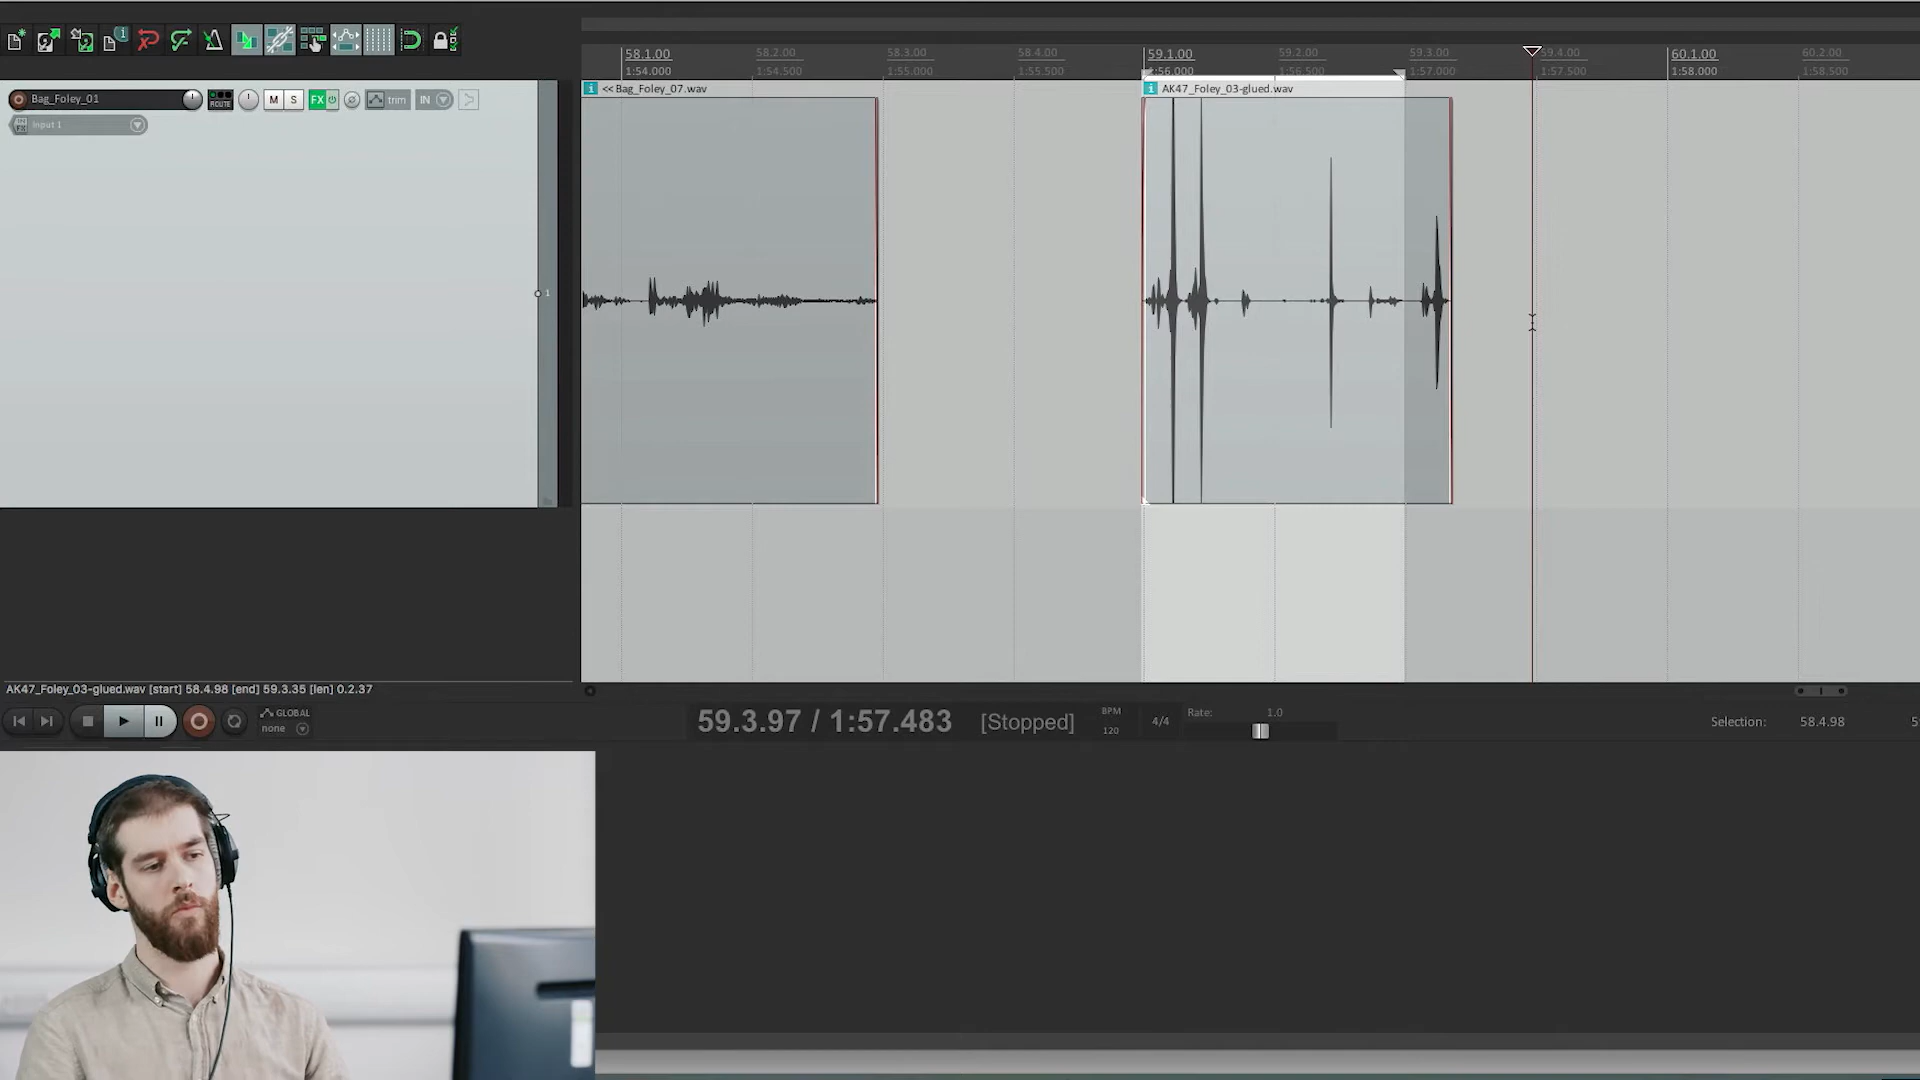 58.1.00
1:54.000
58.2.00
1:54.500
58.3.00
1:55.000
58.4.00
1:55.500
59.1.00
1:56.000
59.2.00
1:56.500
59.3.00
1:57.000
59.4.00
1:57.500
60.1.00
1:58.000
60.2.00
1:58.500
<< Bag_Foley_07.wav
AK47_Foley_03-glued.wav
Bag_Foley_01
ROUTE
M
S
FX
trim
IN
IN FX
Input 1
1
AK47_Foley_03-glued.wav [start] 58.4.98 [end] 59.3.35 [len] 0.2.37
GLOBAL
none
59.3.97 / 1:57.483
[Stopped]
BPM
120
4/4
Rate:
1.0
Selection:
58.4.98